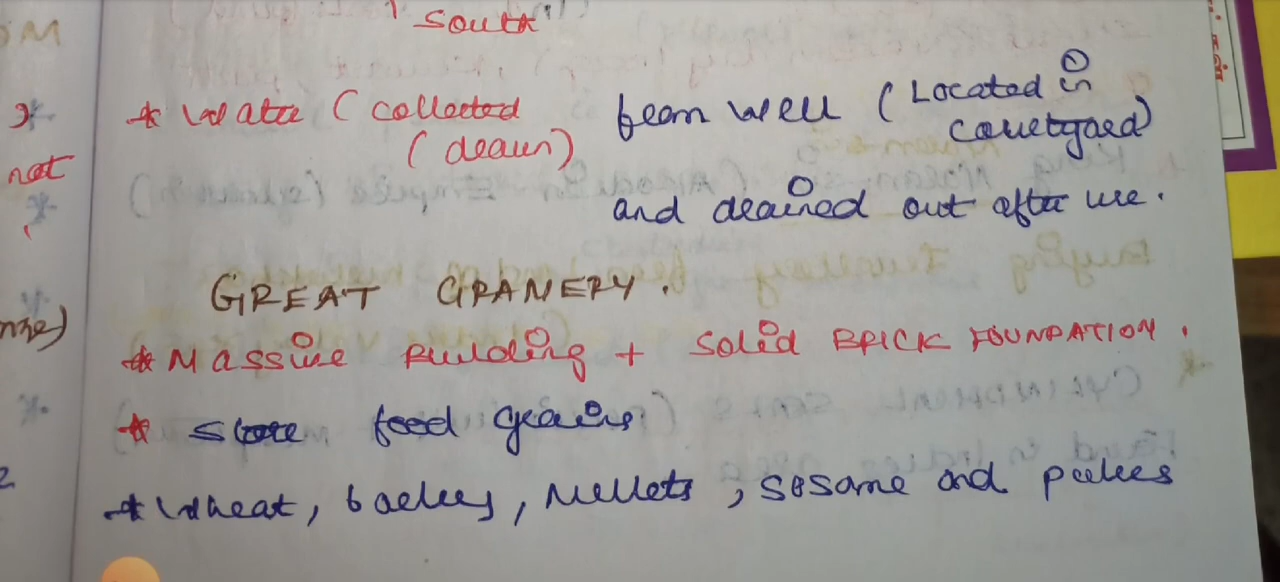 South"
* Water ( collected from well ( Located in
( drawn) courtyard)
and drained out after use.
GREAT GRANERY.
* Massive Building + Solid BRICK FOUNDATION.
* store food grains
* Wheat, barley, Millets, sesame and pulses
not